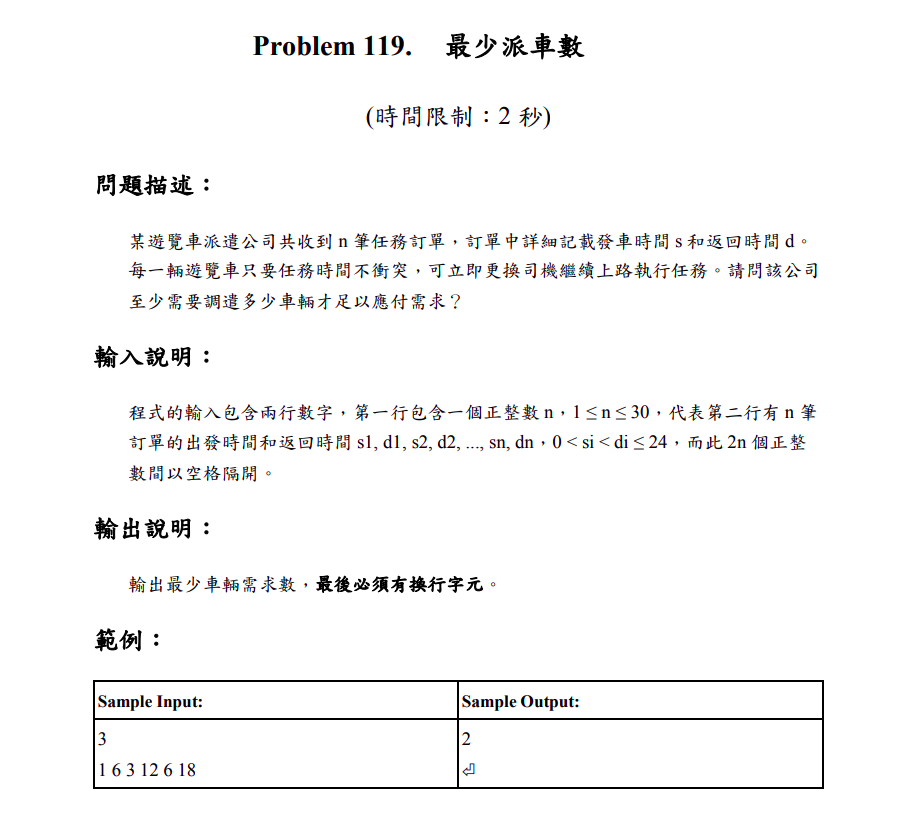 Problem 119. 最少派車數
(時間限制：2 秒)
問題描述：
某遊覽車派遣公司共收到 n 筆任務訂單，訂單中詳細記載發車時間 s 和返回時間 d。
每一輛遊覽車只要任務時間不衝突，可立即更換司機繼續上路執行任務。請問該公司
至少需要調遣多少車輛才足以應付需求？
輸入說明：
程式的輸入包含兩行數字，第一行包含一個正整數 n，1 ≤ n ≤ 30，代表第二行有 n 筆
訂單的出發時間和返回時間 s1, d1, s2, d2, ..., sn, dn，0 < si < di ≤ 24，而此 2n 個正整
數間以空格隔開。
輸出說明：
輸出最少車輛需求數，最後必須有換行字元。
範例：
Sample Input: Sample Output:
3 2
1 6 3 12 6 18 ⏎